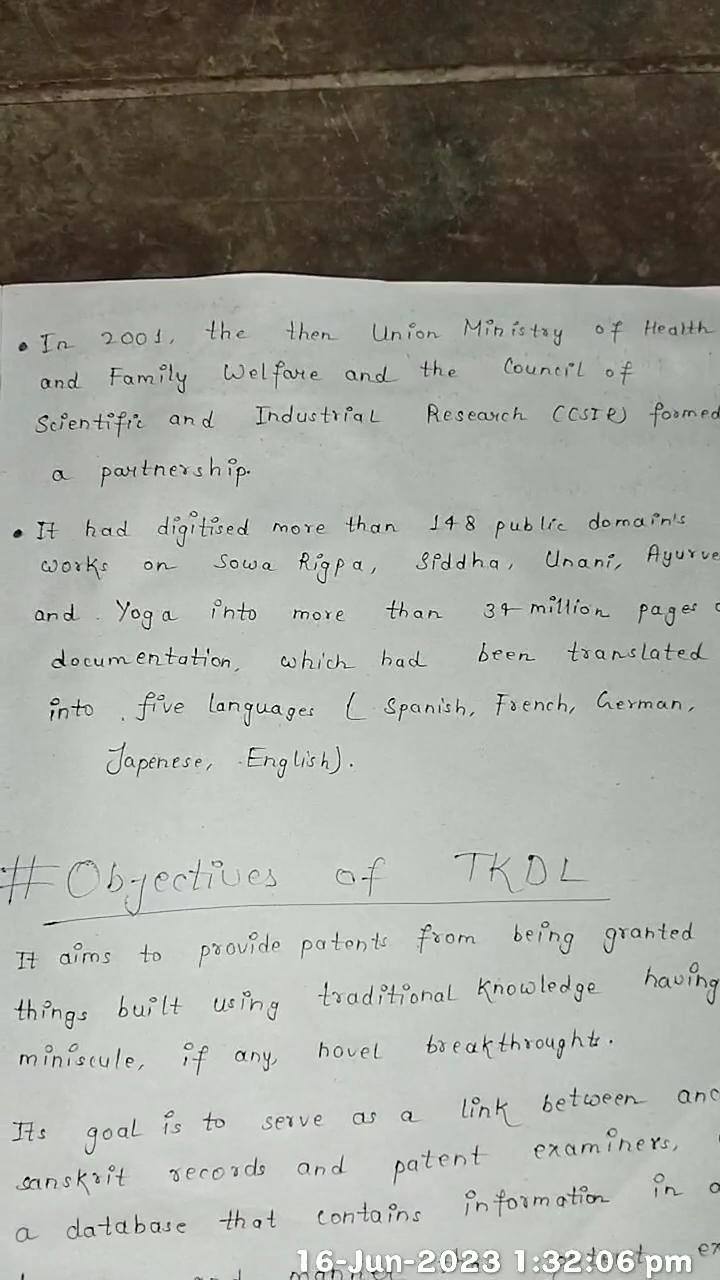 • In 2001, the then Union Ministry of Health
and Family Welfare and the Council of
Scientific and Industrial Research (CSIR) formed
a partnership.
• It had digitised more than 148 public domain's
works on Sowa Rigpa, Siddha, Unani, Ayurve
and Yoga into more than 34 million pages
documentation, which had been translated
into five languages ( Spanish, French, German,
Japenese, English).
# Objectives of TKDL
It aims to provide patents from being granted
things built using traditional knowledge having
miniscule, if any, novel breakthroughts.
Its goal is to serve as a link between anc
sanskrit records and patent examiners,
a database that contains information in a
and manner
16-Jun-2023 1:32:06 pm